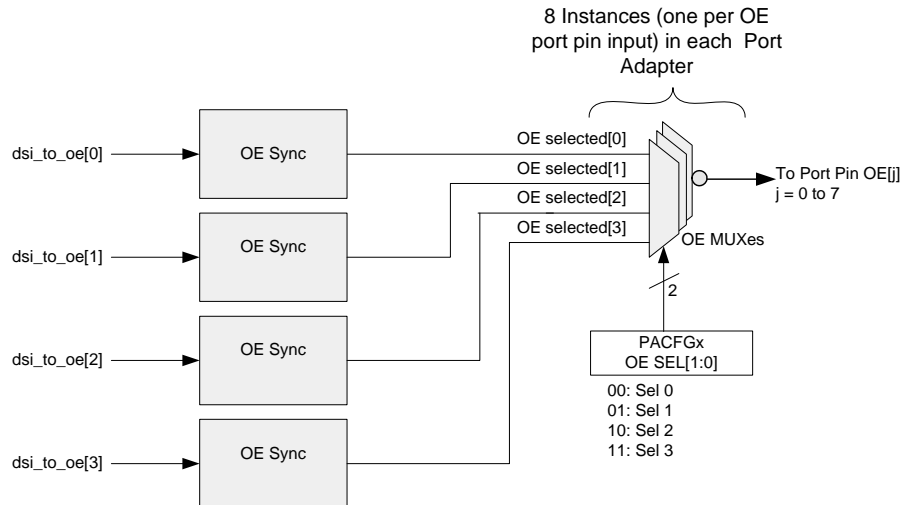 8 Instances (one per OE
port pin input) in each Port
Adapter
dsi_to_oe[0]
OE Sync
OE selected[0]
OE selected[1]
OE selected[2]
OE selected[3]
To Port Pin OE[j]
j = 0 to 7
OE MUXes
dsi_to_oe[1]
OE Sync
2
dsi_to_oe[2]
OE Sync
PACFGx
OE SEL[1:0]
00: Sel 0
01: Sel 1
10: Sel 2
11: Sel 3
dsi_to_oe[3]
OE Sync